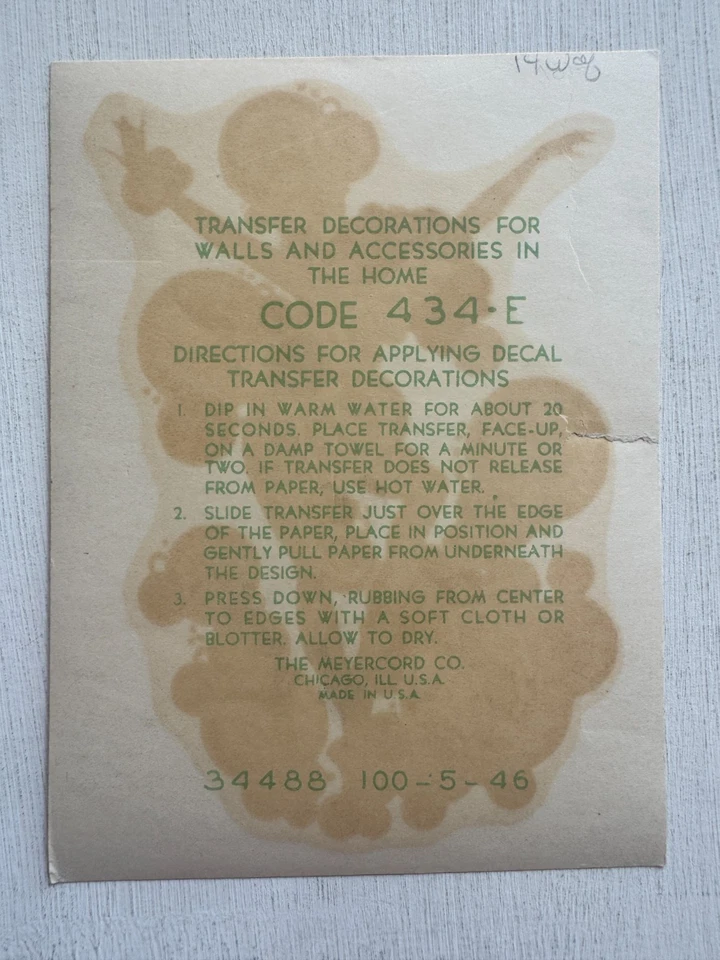 TRANSFER DECORATIONS FOR
WALLS AND ACCESSORIES IN
THE HOME
CODE 434·E
DIRECTIONS FOR APPLYING DECAL
TRANSFER DECORATIONS
1. DIP IN WARM WATER FOR ABOUT 20
SECONDS. PLACE TRANSFER, FACE-UP,
ON A DAMP TOWEL FOR A MINUTE OR
TWO. IF TRANSFER DOES NOT RELEASE
FROM PAPER, USE HOT WATER.
2. SLIDE TRANSFER JUST OVER THE EDGE
OF THE PAPER, PLACE IN POSITION AND
GENTLY PULL PAPER FROM UNDERNEATH
THE DESIGN.
3. PRESS DOWN, RUBBING FROM CENTER
TO EDGES WITH A SOFT CLOTH OR
BLOTTER. ALLOW TO DRY.
THE MEYERCORD CO.
CHICAGO, ILL. U.S.A.
MADE IN U.S.A.
34488 100-5-46